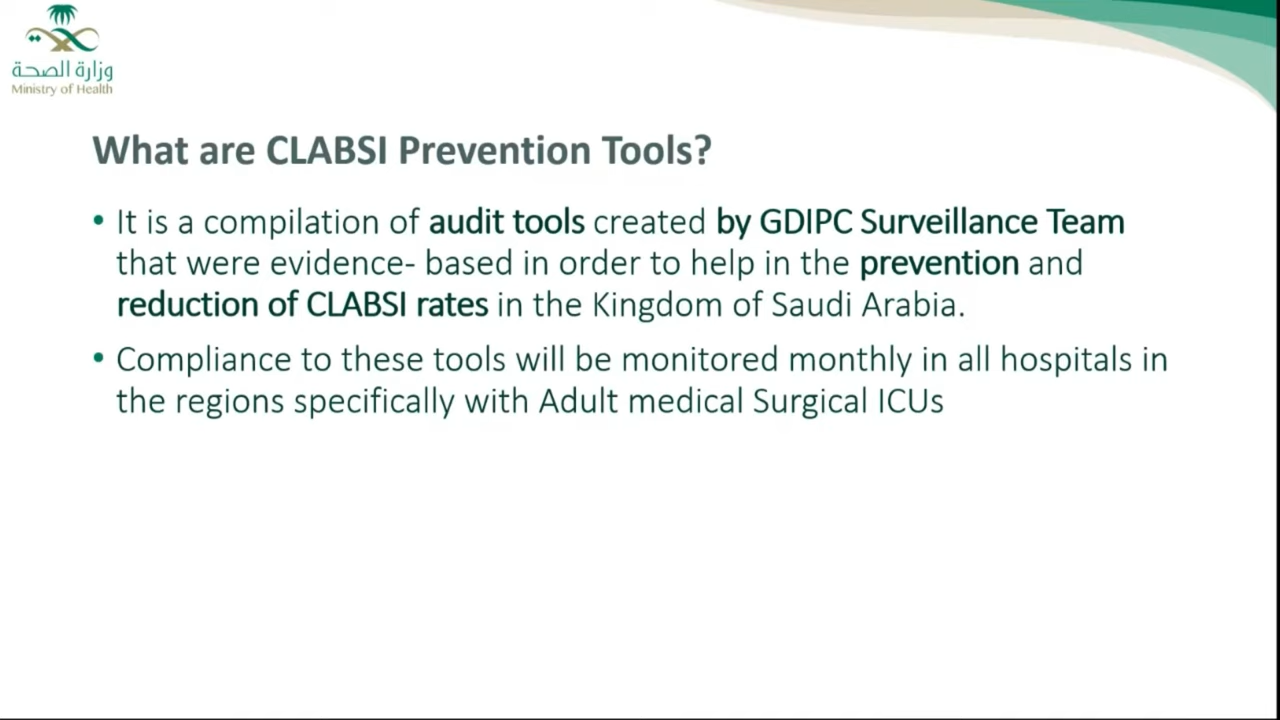 وزارة الصحة
Ministry of Health
What are CLABSI Prevention Tools?
• It is a compilation of audit tools created by GDIPC Surveillance Team
that were evidence- based in order to help in the prevention and
reduction of CLABSI rates in the Kingdom of Saudi Arabia.
• Compliance to these tools will be monitored monthly in all hospitals in
the regions specifically with Adult medical Surgical ICUs